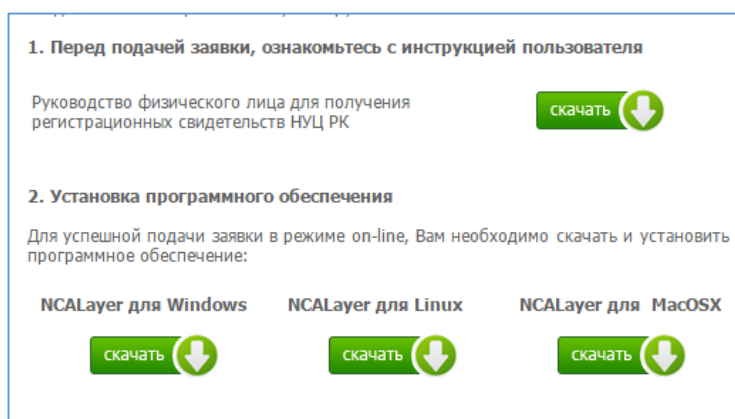 1. Перед подачей заявки, ознакомьтесь с инструкцией пользователя
Руководство физического лица для получения
регистрационных свидетельств НУЦ РК
скачать
2. Установка программного обеспечения
Для успешной подачи заявки в режиме on-line, Вам необходимо скачать и установить
программное обеспечение:
NCALayer для Windows NCALayer для Linux NCALayer для MacOSX
скачать скачать скачать